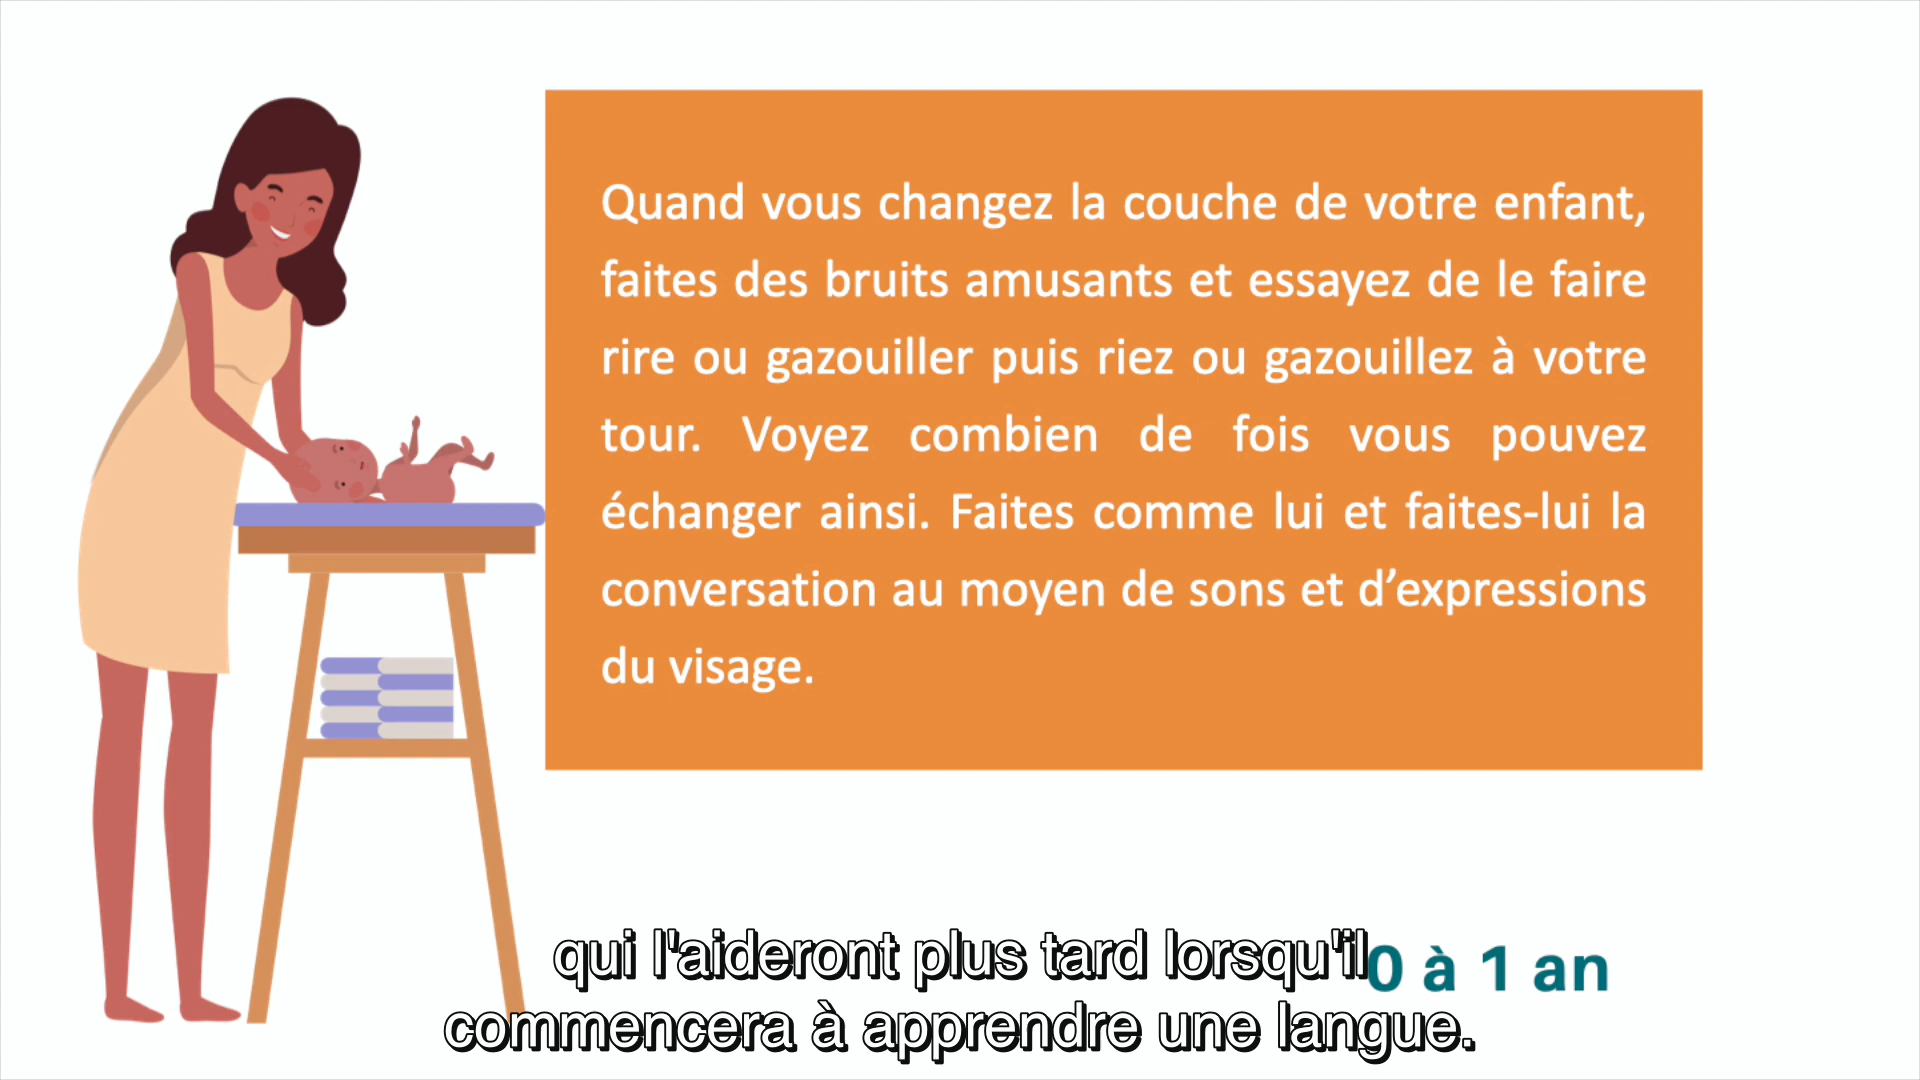 Quand vous changez la couche de votre enfant,
faites des bruits amusants et essayez de le faire
rire ou gazouiller puis riez ou gazouillez à votre
tour. Voyez combien de fois vous pouvez
échanger ainsi. Faites comme lui et faites-lui la
conversation au moyen de sons et d’expressions
du visage.
qui l'aideront plus tard lorsqu'il
commencera à apprendre une langue.
0 à 1 an